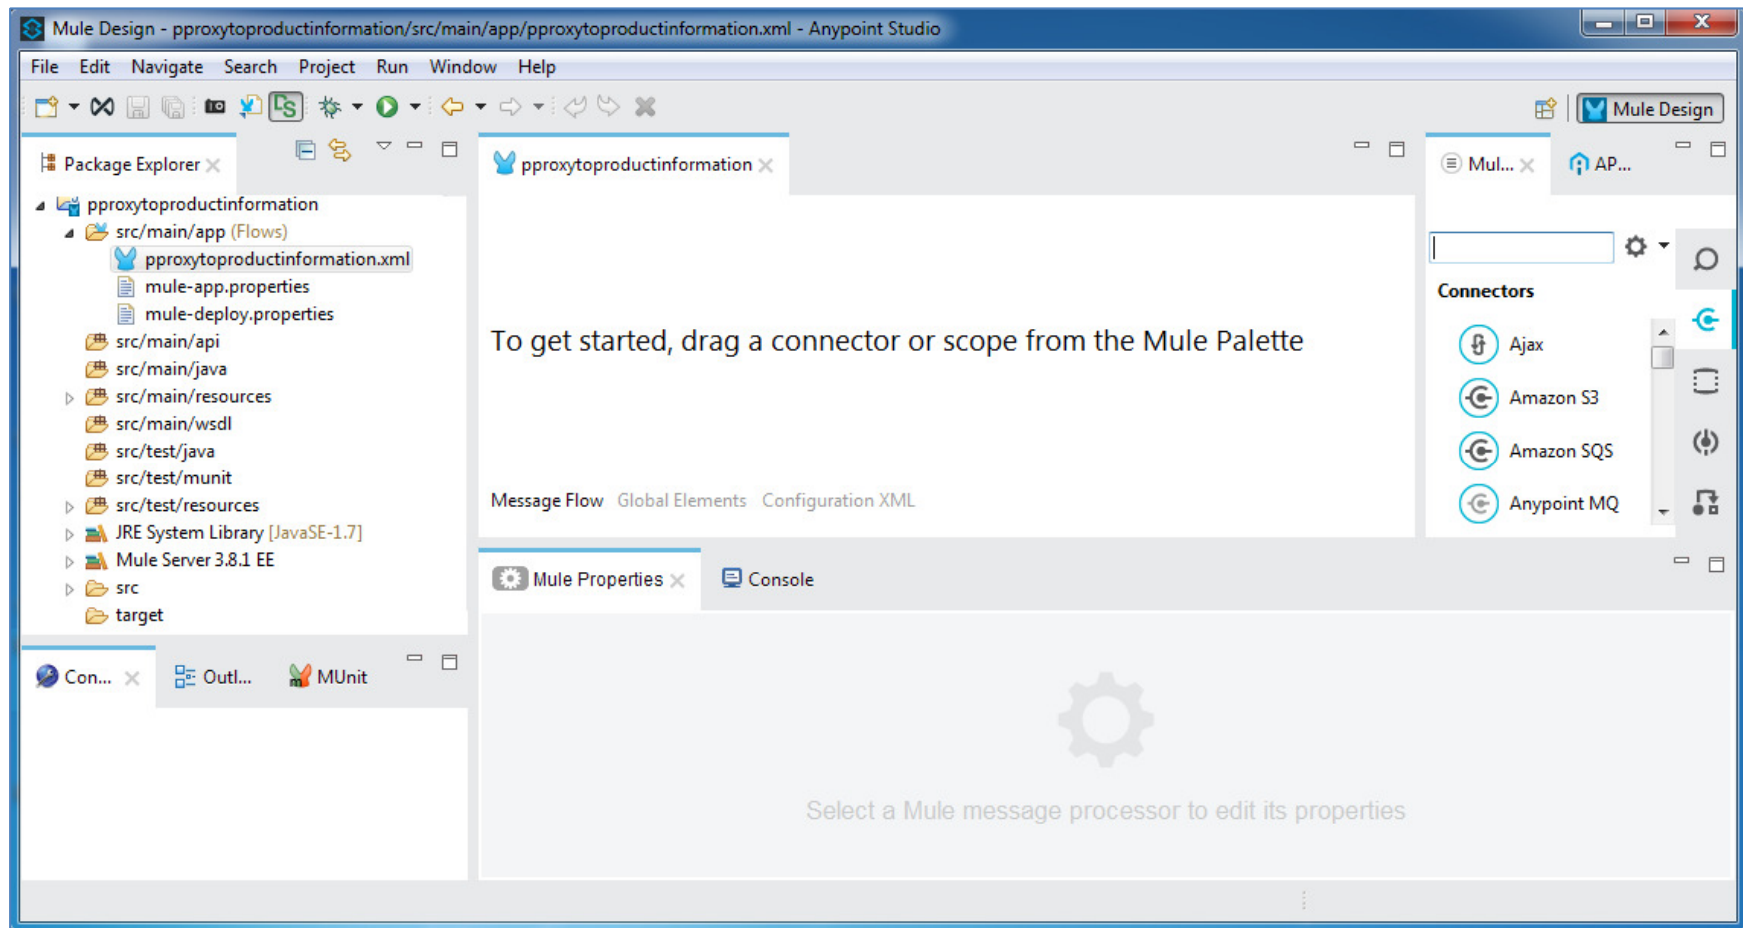 Mule Design - pproxytoproductinformation/src/main/app/pproxytoproductinformation.xml - Anypoint Studio
File Edit Navigate Search Project Run Window Help
Mule Design
Package Explorer
pproxytoproductinformation
src/main/app (Flows)
pproxytoproductinformation.xml
mule-app.properties
mule-deploy.properties
src/main/api
src/main/java
src/main/resources
src/main/wsdl
src/test/java
src/test/munit
src/test/resources
JRE System Library [JavaSE-1.7]
Mule Server 3.8.1 EE
src
target
Con... Outl... MUnit
pproxytoproductinformation
To get started, drag a connector or scope from the Mule Palette
Message Flow Global Elements Configuration XML
Mul... AP...
Connectors
Ajax
Amazon S3
Amazon SQS
Anypoint MQ
Mule Properties Console
Select a Mule message processor to edit its properties